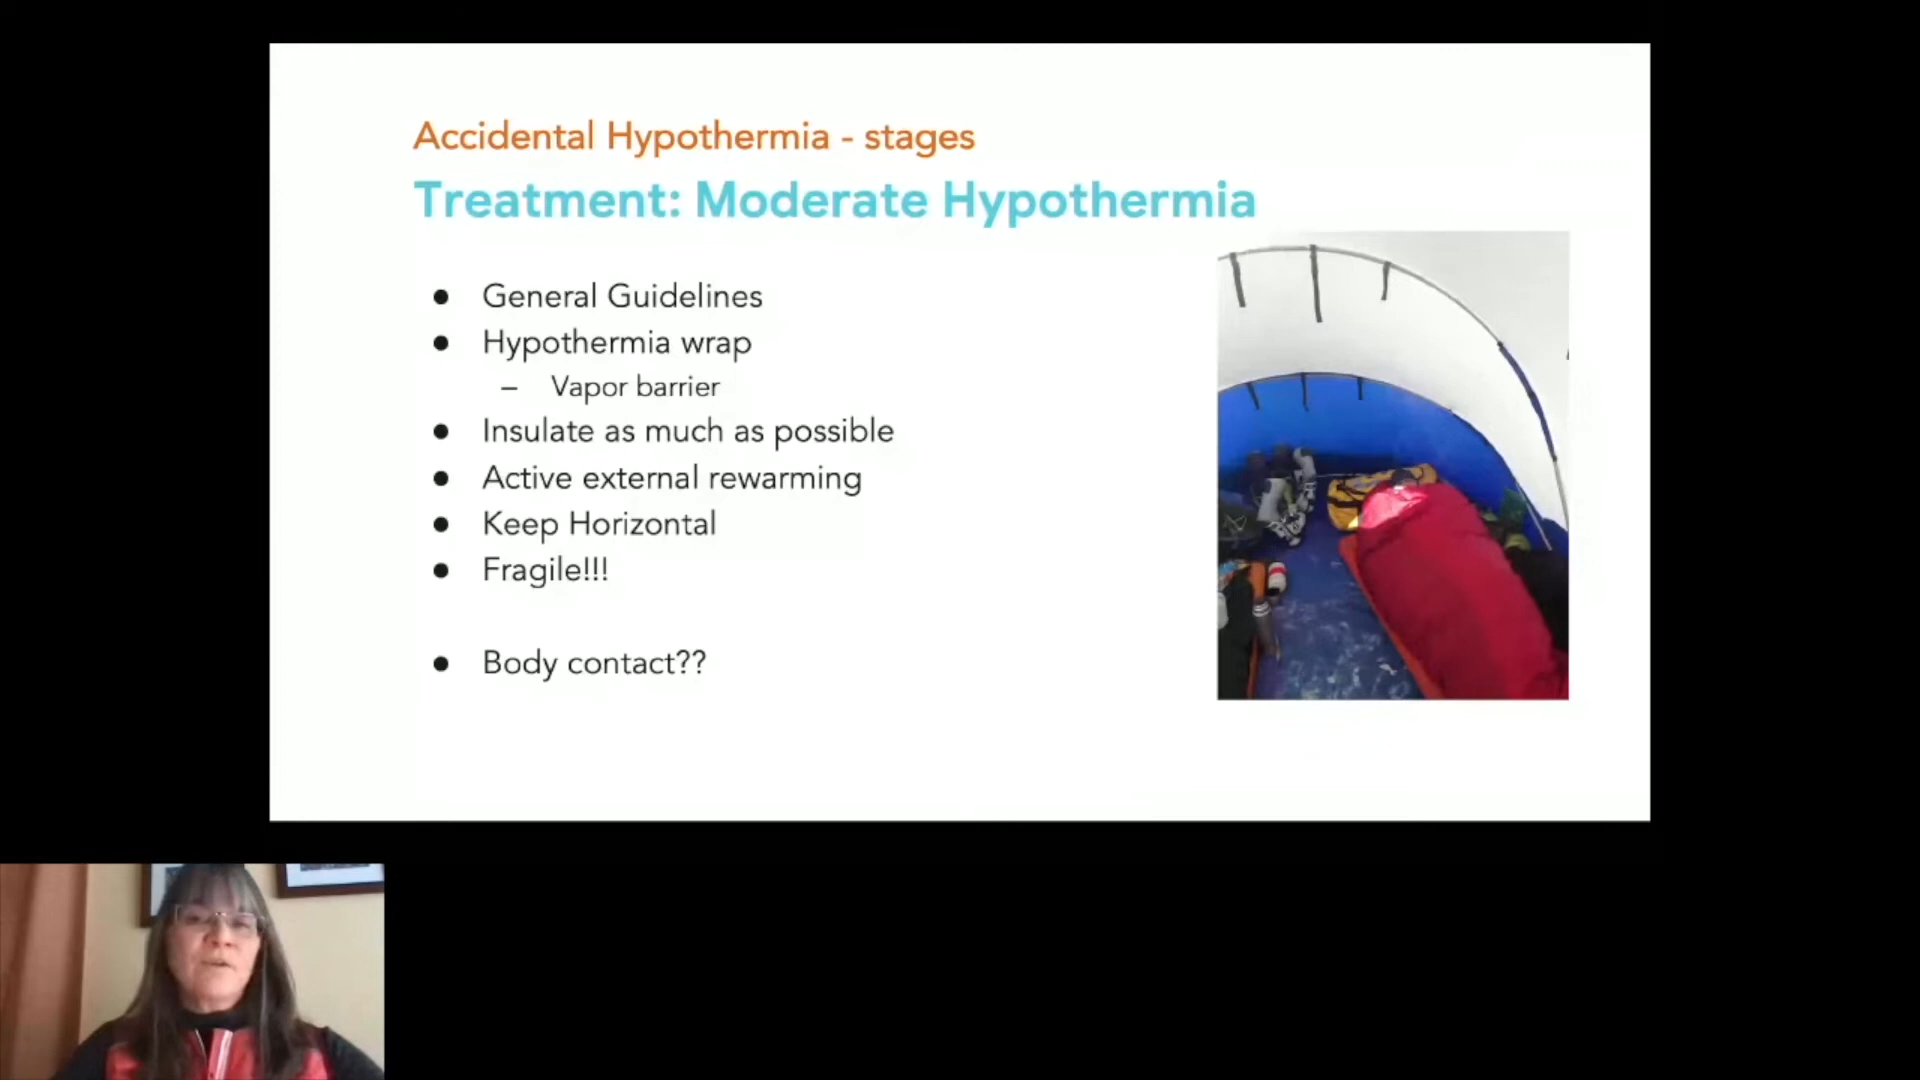 Accidental Hypothermia - stages
Treatment: Moderate Hypothermia
● General Guidelines
● Hypothermia wrap
– Vapor barrier
● Insulate as much as possible
● Active external rewarming
● Keep Horizontal
● Fragile!!!
● Body contact??